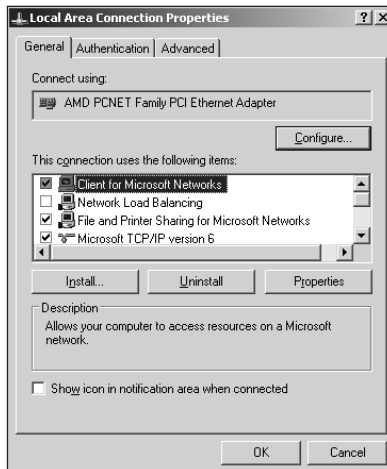 Local Area Connection Properties
General Authentication Advanced
Connect using:
AMD PCNET Family PCI Ethernet Adapter
Configure...
This connection uses the following items:
Client for Microsoft Networks
Network Load Balancing
File and Printer Sharing for Microsoft Networks
Microsoft TCP/IP version 6
Install... Uninstall Properties
Description
Allows your computer to access resources on a Microsoft
network.
Show icon in notification area when connected
OK Cancel